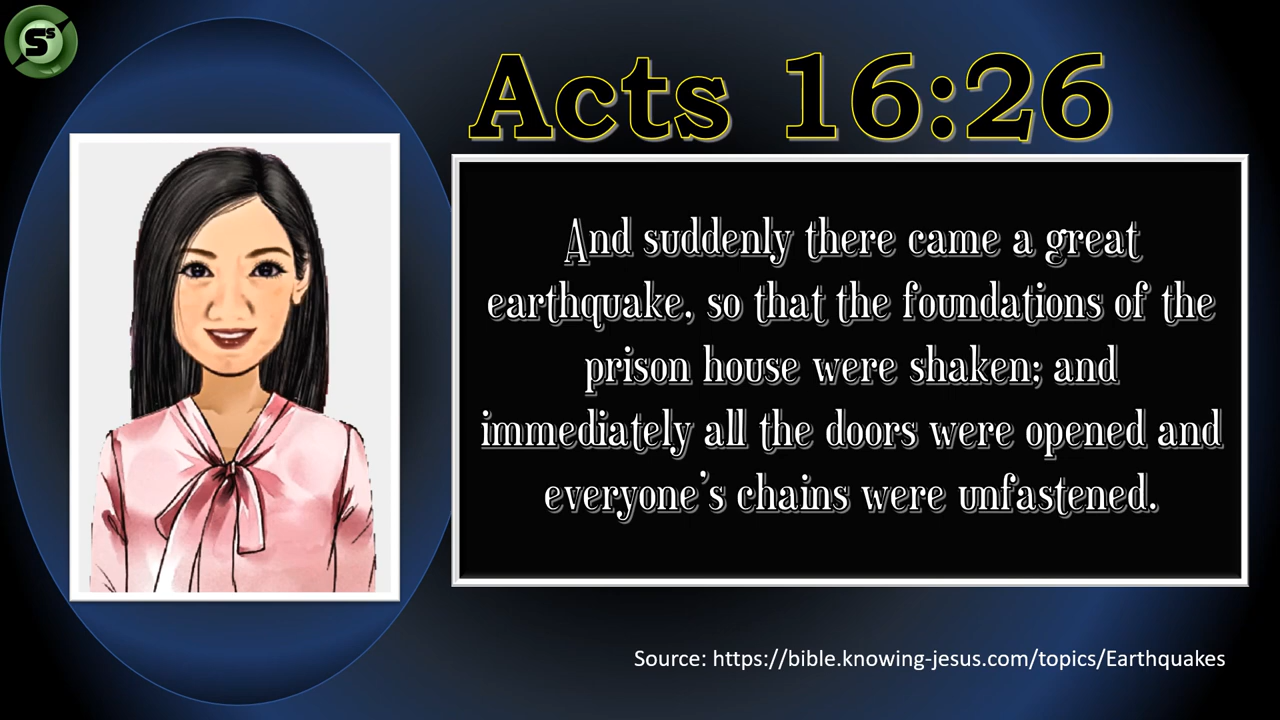 Ss
Acts 16:26
And suddenly there came a great
earthquake, so that the foundations of the
prison house were shaken; and
immediately all the doors were opened and
everyone's chains were unfastened.
Source: https://bible.knowing-jesus.com/topics/Earthquakes